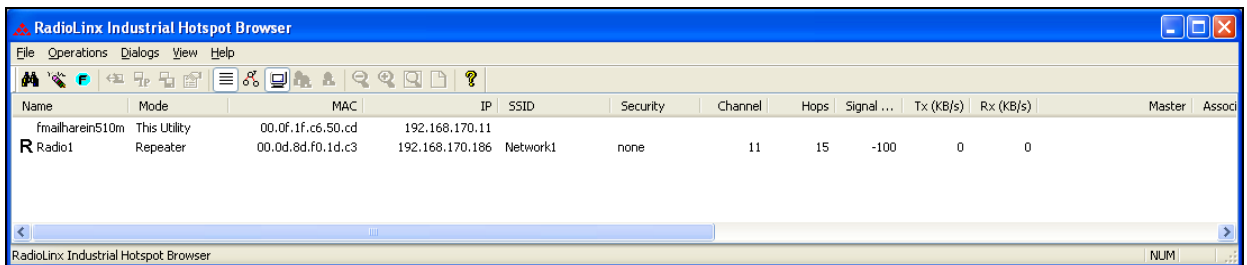 RadioLinx Industrial Hotspot Browser
File Operations Dialogs View Help
F IP ?
Name Mode MAC IP SSID Security Channel Hops Signal ... Tx (KB/s) Rx (KB/s) Master Associ
fmailharein510m This Utility 00.0f.1f.c6.50.cd 192.168.170.11
R Radio1 Repeater 00.0d.8d.f0.1d.c3 192.168.170.186 Network1 none 11 15 -100 0 0
RadioLinx Industrial Hotspot Browser NUM